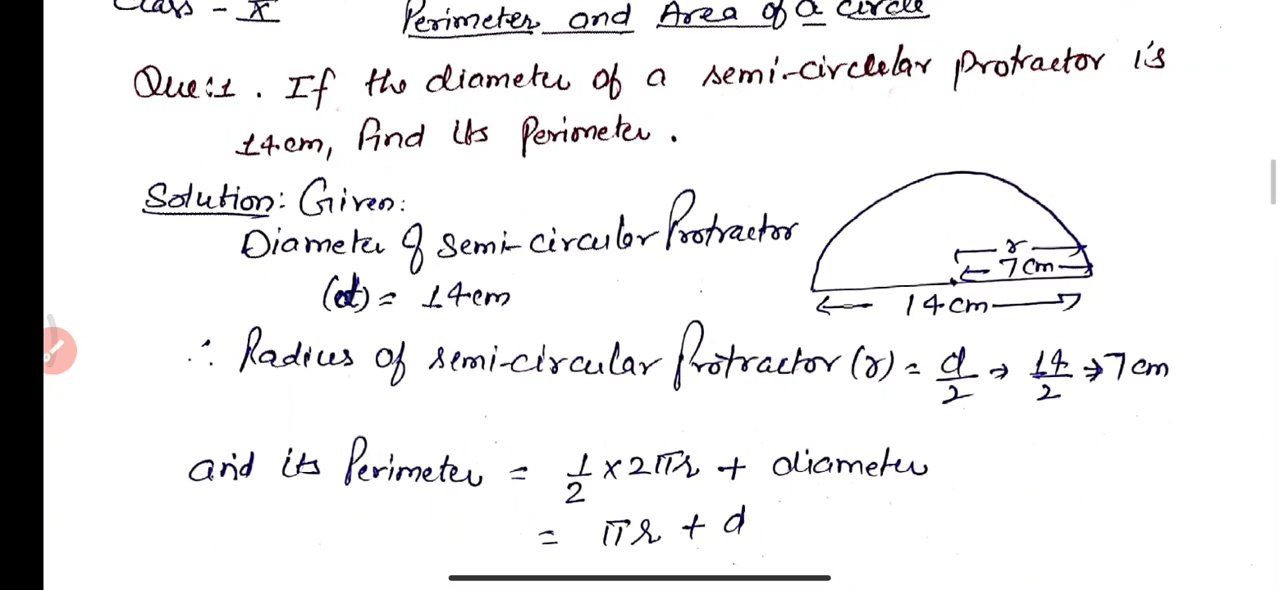 Class - X Perimeter and Area of a circle
Ques1. If the diameter of a semi-circular protractor is
14cm, find its Perimeter.
Solution: Given:
Diameter of semi-circular Protractor
(d) = 14cm
r
7cm
14cm
∴ Radius of semi-circular Protractor (r) = d/2 → 14/2 → 7cm
and its Perimeter = 1/2 × 2πr + diameter
= πr + d